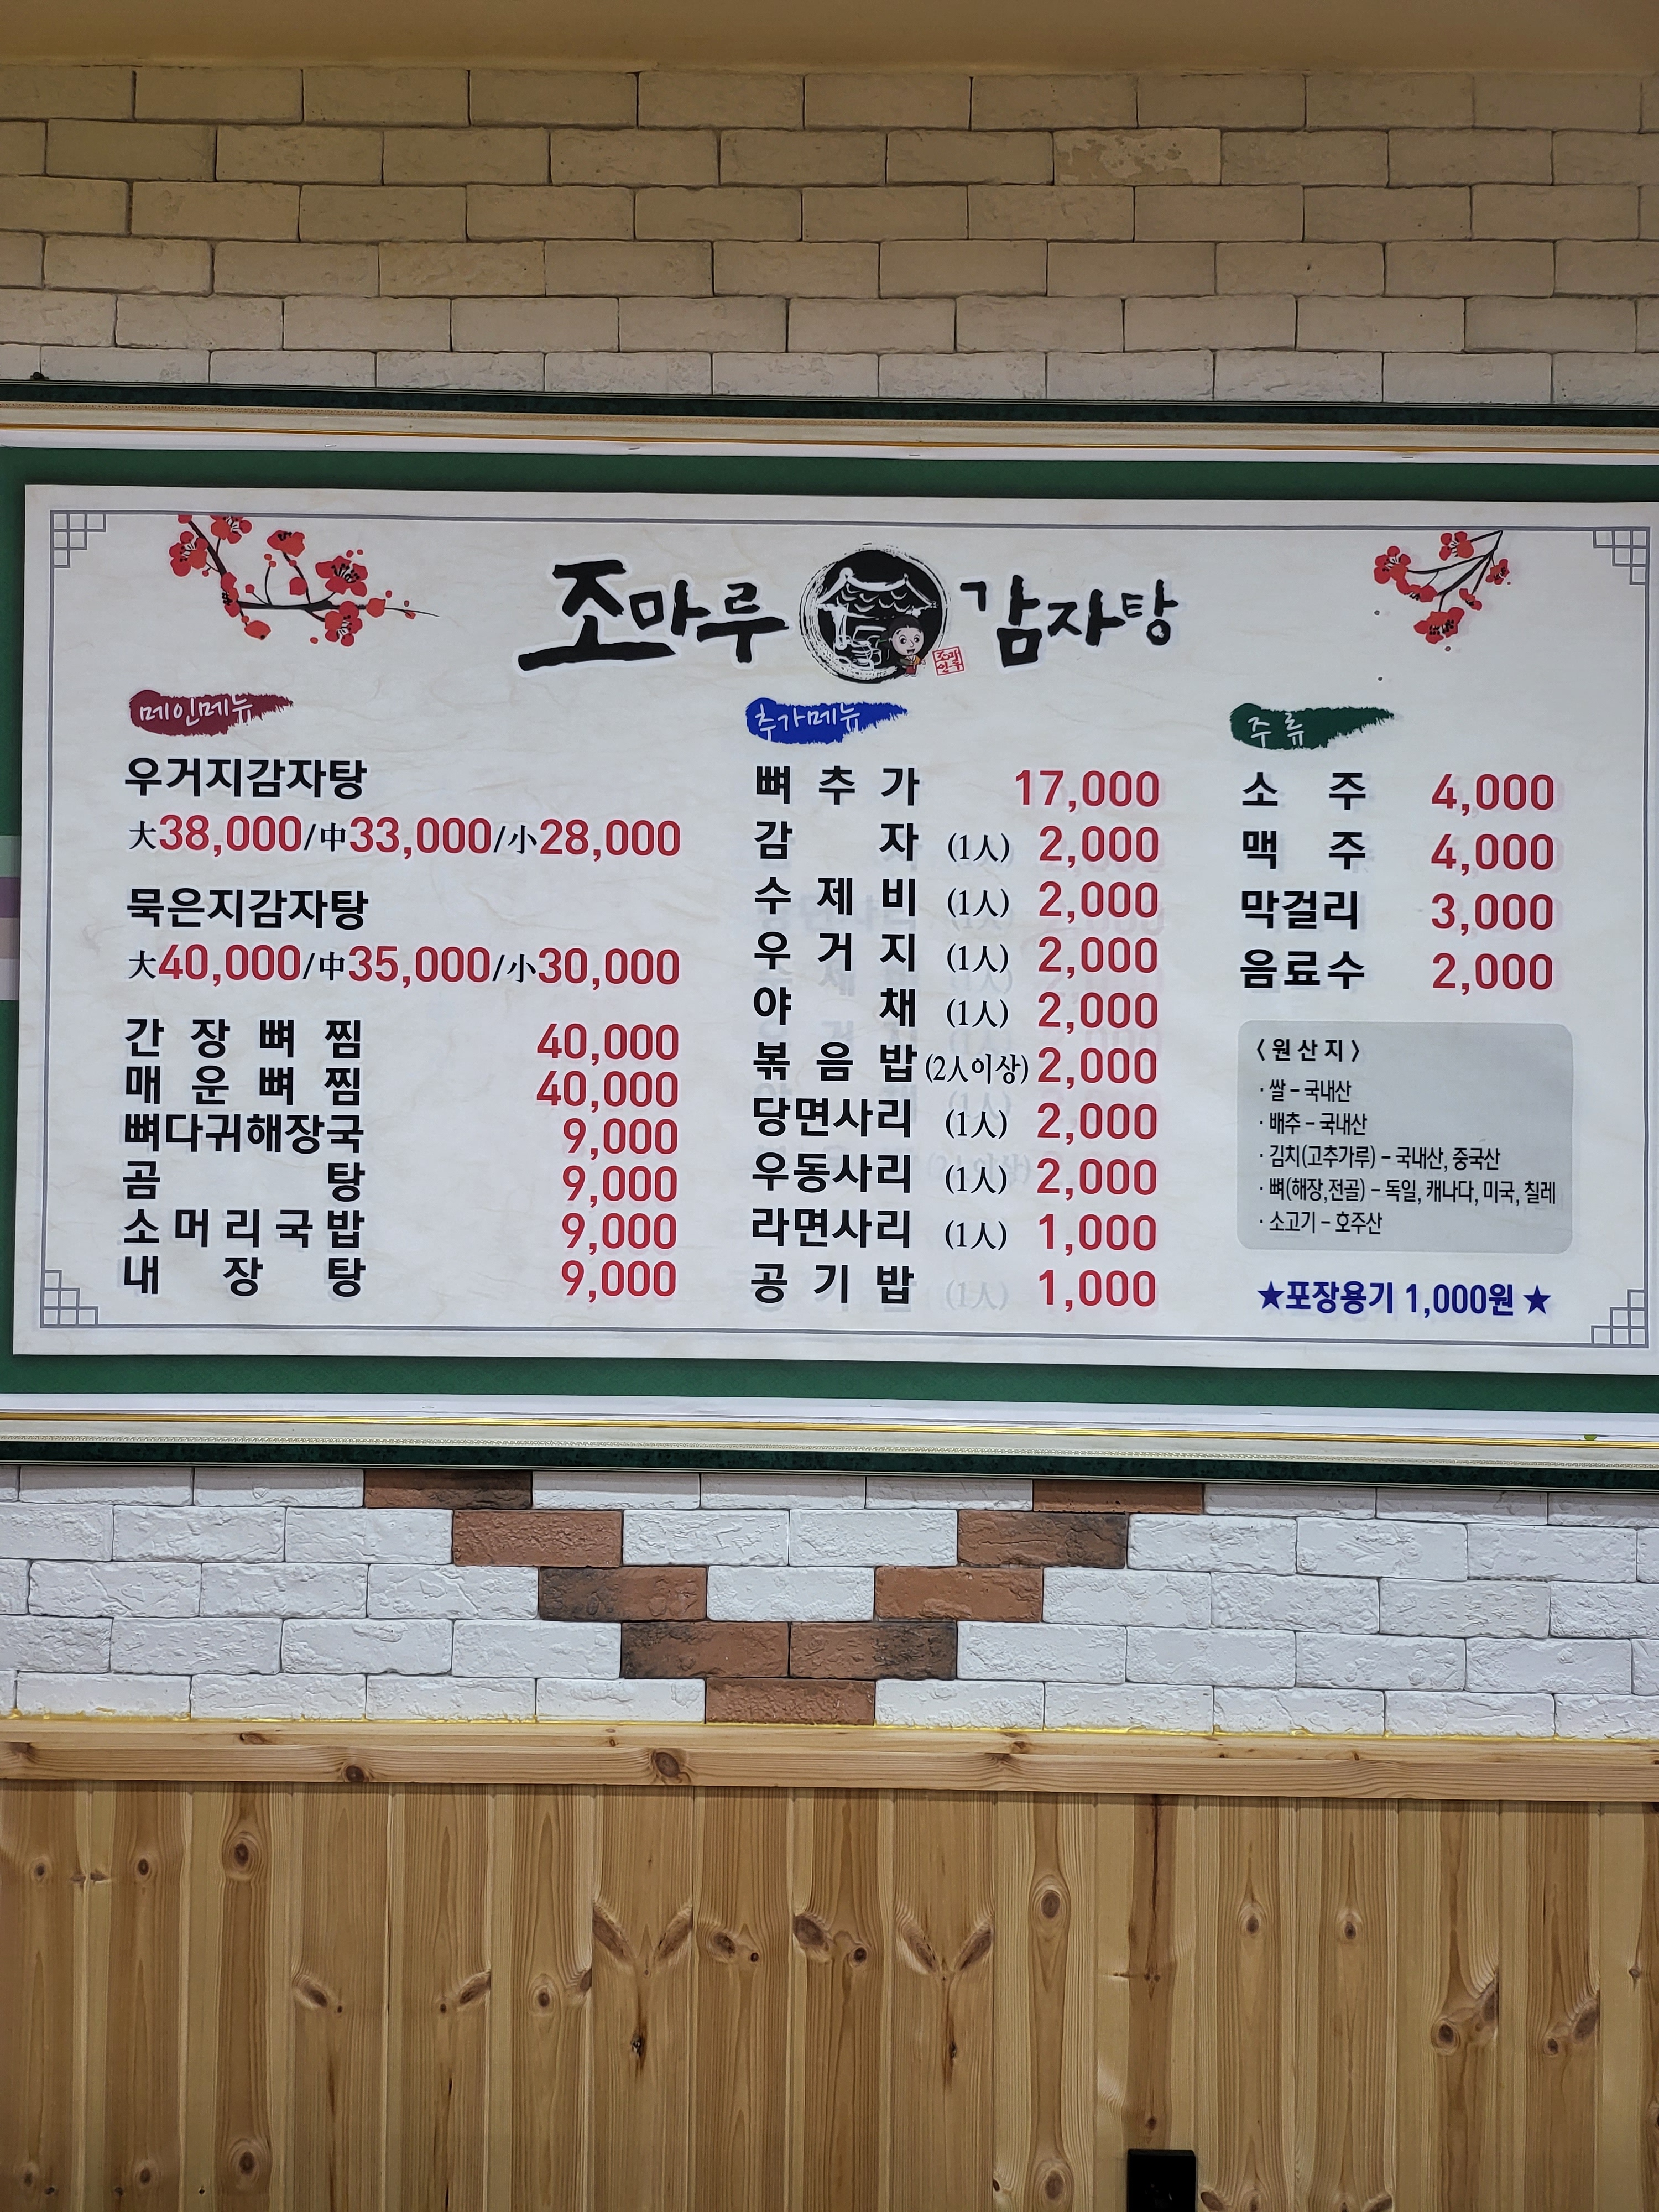 조마루 감자탕
조마루
메인메뉴
우거지감자탕
大38,000/中33,000/小28,000
묵은지감자탕
大40,000/中35,000/小30,000
간장뼈찜 40,000
매운뼈찜 40,000
뼈다귀해장국 9,000
곰탕 9,000
소머리국밥 9,000
내장탕 9,000
추가메뉴
뼈추가 17,000
감자 (1人) 2,000
수제비 (1人) 2,000
우거지 (1人) 2,000
야채 (1人) 2,000
볶음밥 (2人이상) 2,000
당면사리 (1人) 2,000
우동사리 (1人) 2,000
라면사리 (1人) 1,000
공기밥 (1人) 1,000
주류
소주 4,000
맥주 4,000
막걸리 3,000
음료수 2,000
〈원산지〉
· 쌀 – 국내산
· 배추 – 국내산
· 김치(고추가루) – 국내산, 중국산
· 뼈(해장,전골) – 독일, 캐나다, 미국, 칠레
· 소고기 – 호주산
★포장용기 1,000원★